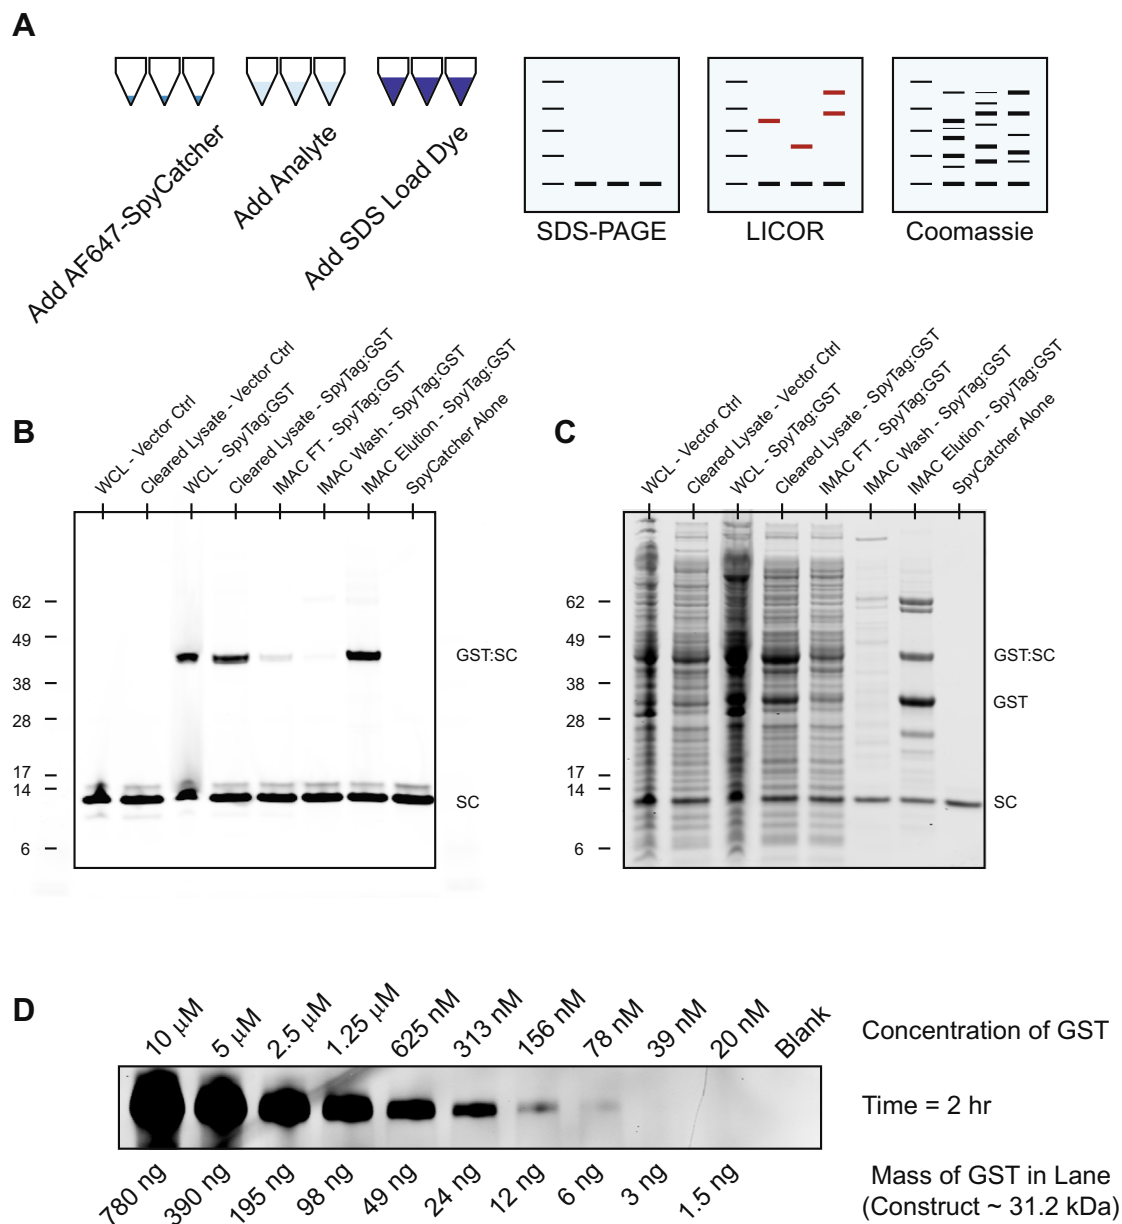 A
Add AF647-SpyCatcher
Add Analyte
Add SDS Load Dye
SDS-PAGE
LICOR
Coomassie
B
WCL - Vector Ctrl
Cleared Lysate - Vector Ctrl
WCL - SpyTag:GST
Cleared Lysate - SpyTag:GST
IMAC FT - SpyTag:GST
IMAC Wash - SpyTag:GST
IMAC Elution - SpyTag:GST
SpyCatcher Alone
62
49
38
28
17
14
6
GST:SC
SC
C
WCL - Vector Ctrl
Cleared Lysate - Vector Ctrl
WCL - SpyTag:GST
Cleared Lysate - SpyTag:GST
IMAC FT - SpyTag:GST
IMAC Wash - SpyTag:GST
IMAC Elution - SpyTag:GST
SpyCatcher Alone
62
49
38
28
17
14
6
GST:SC
GST
SC
D
10 µM
5 µM
2.5 µM
1.25 µM
625 nM
313 nM
156 nM
78 nM
39 nM
20 nM
Blank
Concentration of GST
Time = 2 hr
780 ng
390 ng
195 ng
98 ng
49 ng
24 ng
12 ng
6 ng
3 ng
1.5 ng
Mass of GST in Lane
(Construct ~ 31.2 kDa)